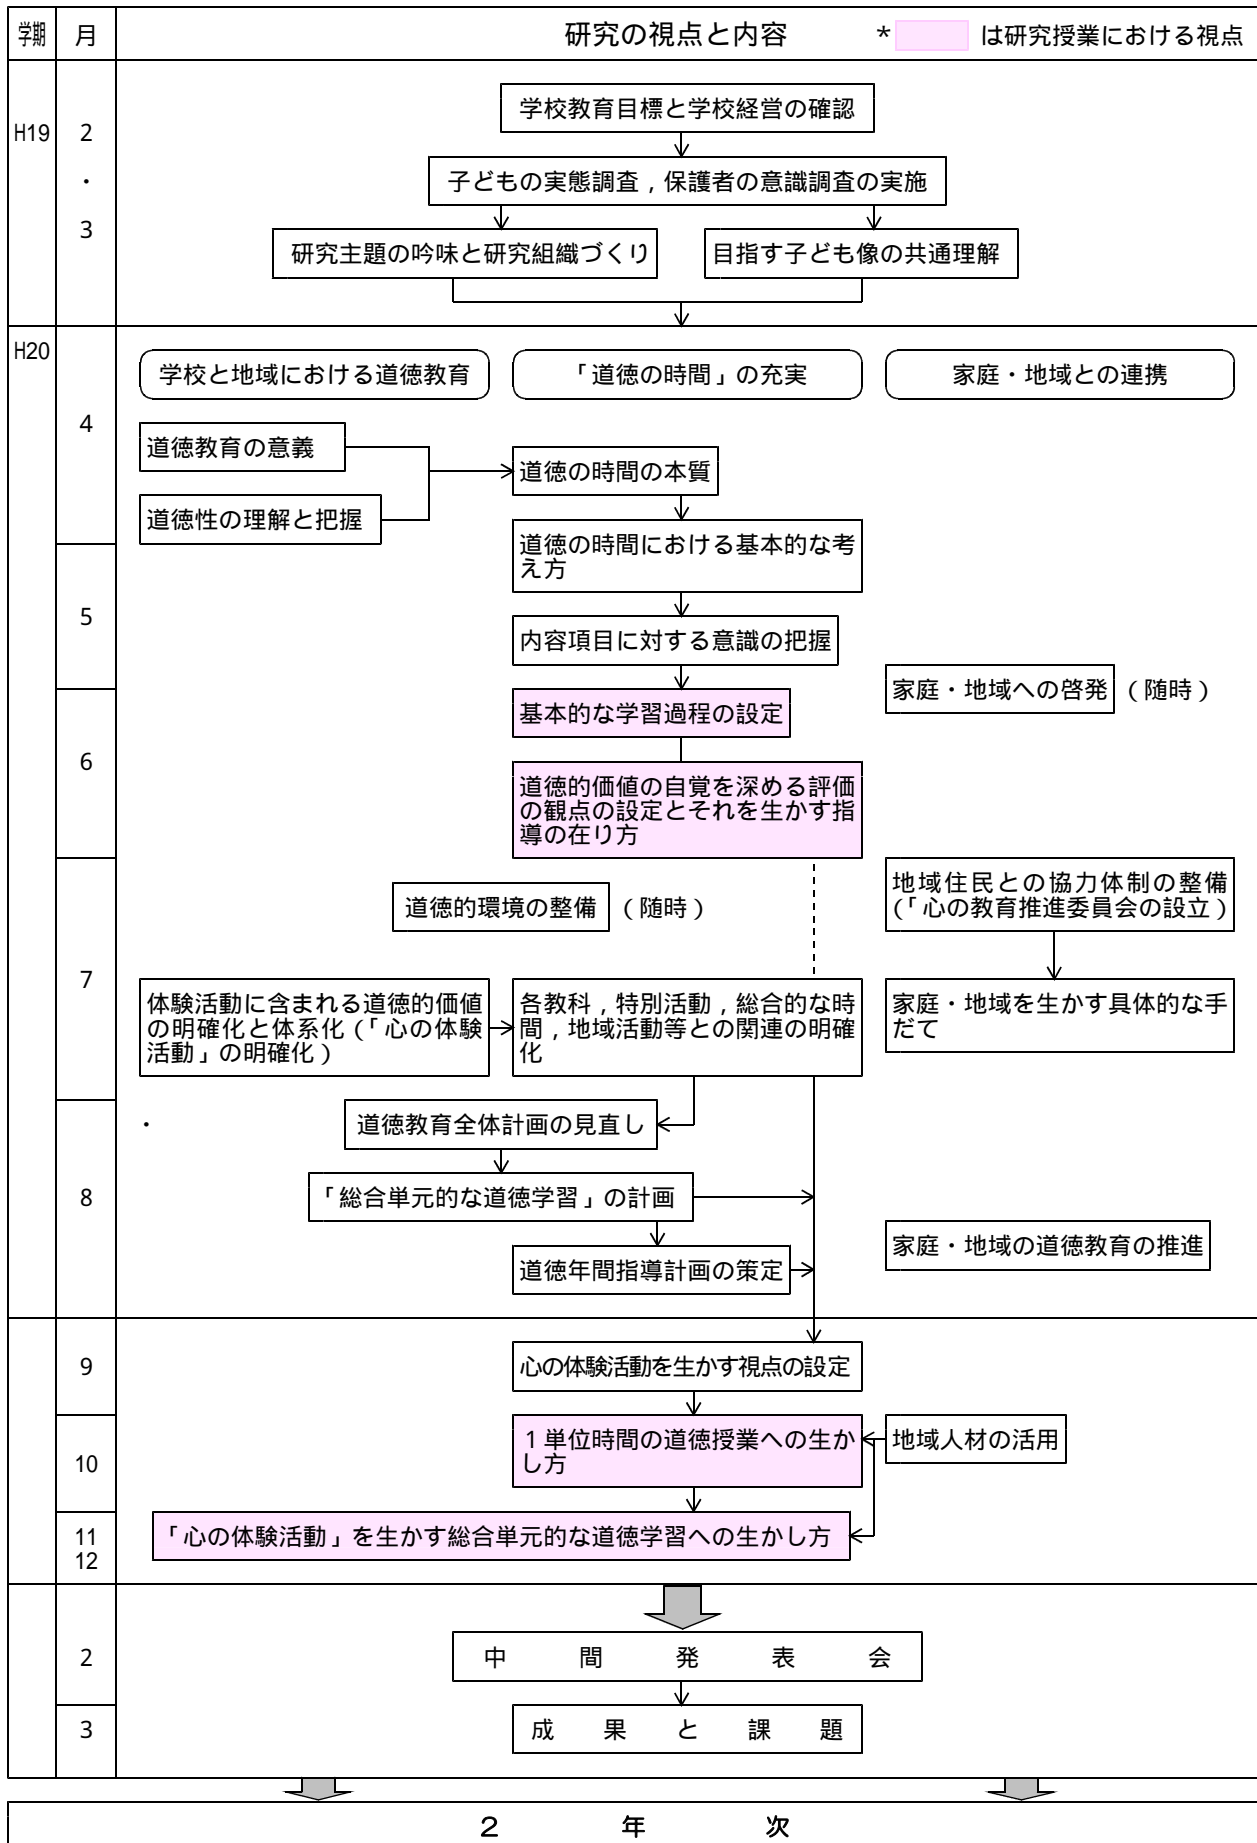 学期 月 研究の視点と内容 * は研究授業における視点
学校教育目標と学校経営の確認
H19 2
・
子どもの実態調査，保護者の意識調査の実施
3
研究主題の吟味と研究組織づくり 目指す子ども像の共通理解
H20
学校と地域における道徳教育 「道徳の時間」の充実 家庭・地域との連携
4
道徳教育の意義
道徳の時間の本質
道徳性の理解と把握
道徳の時間における基本的な考
え方
5
内容項目に対する意識の把握
家庭・地域への啓発 （随時）
基本的な学習過程の設定
6
道徳的価値の自覚を深める評価
の観点の設定とそれを生かす指
導の在り方
地域住民との協力体制の整備
(「心の教育推進委員会の設立）
道徳的環境の整備 （随時）
7
体験活動に含まれる道徳的価値
の明確化と体系化（「心の体験
活動」の明確化）
各教科，特別活動，総合的な時
間，地域活動等との関連の明確
化
家庭・地域を生かす具体的な手
だて
・
道徳教育全体計画の見直し
8
「総合単元的な道徳学習」の計画
家庭・地域の道徳教育の推進
道徳年間指導計画の策定
9
心の体験活動を生かす視点の設定
10
１単位時間の道徳授業への生か
し方
地域人材の活用
11
12
「心の体験活動」を生かす総合単元的な道徳学習への生かし方
2
中 間 発 表 会
3
成 果 と 課 題
２ 年 次